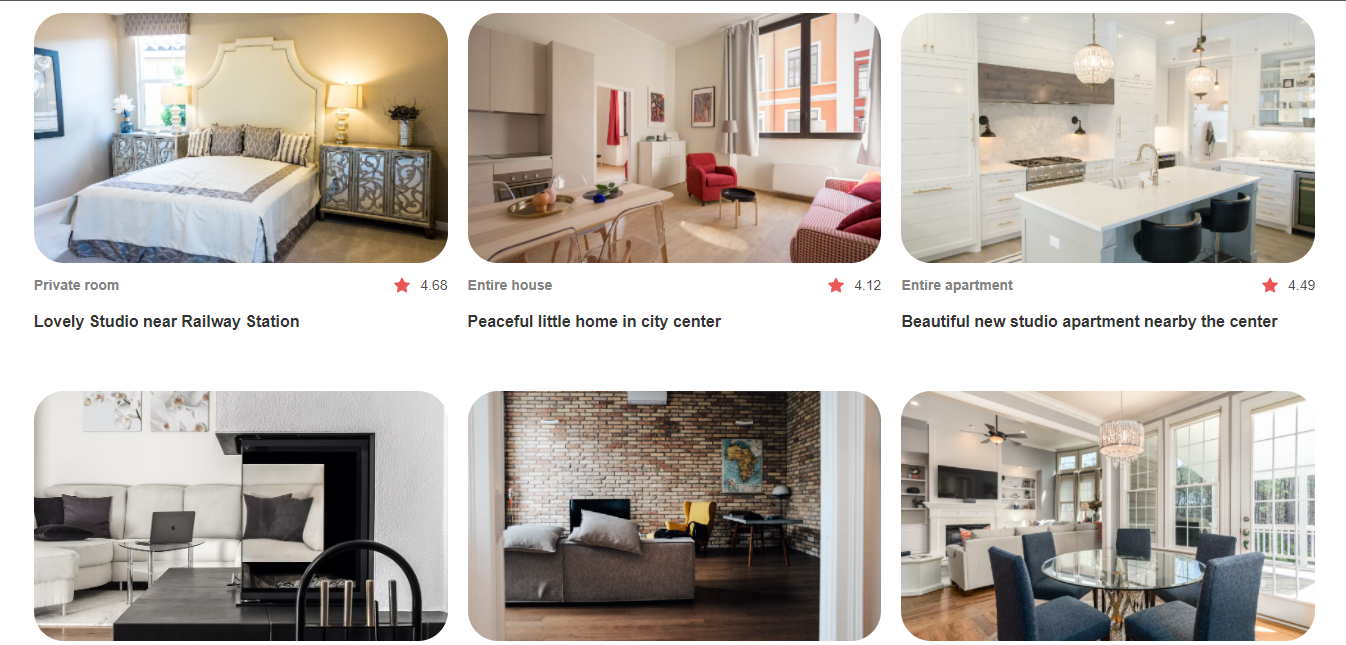 Private room 4.68 Entire house 4.12 Entire apartment 4.49
Lovely Studio near Railway Station Peaceful little home in city center Beautiful new studio apartment nearby the center